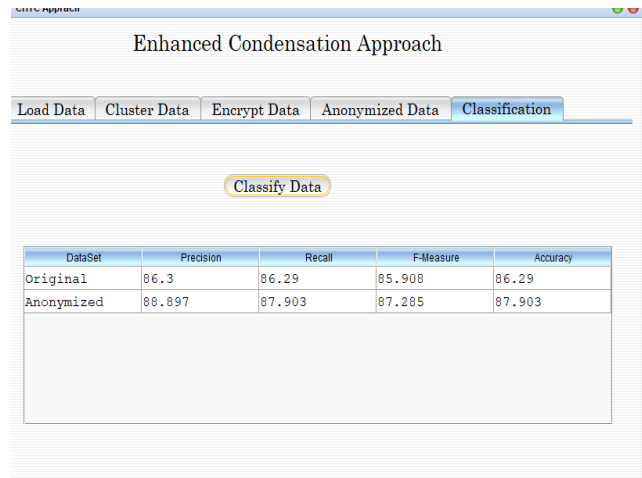 Enhanced Condensation Approach
Load Data Cluster Data Encrypt Data Anonymized Data Classification
Classify Data
DataSet Precision Recall F-Measure Accuracy
Original 86.3 86.29 85.908 86.29
Anonymized 88.897 87.903 87.285 87.903